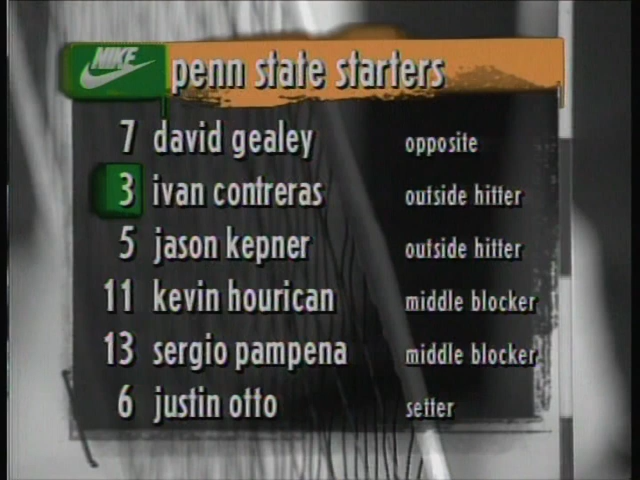 NIKE
penn state starters
7 david gealey opposite
3 ivan contreras outside hitter
5 jason kepner outside hitter
11 kevin hourican middle blocker
13 sergio pampena middle blocker
6 justin otto setter